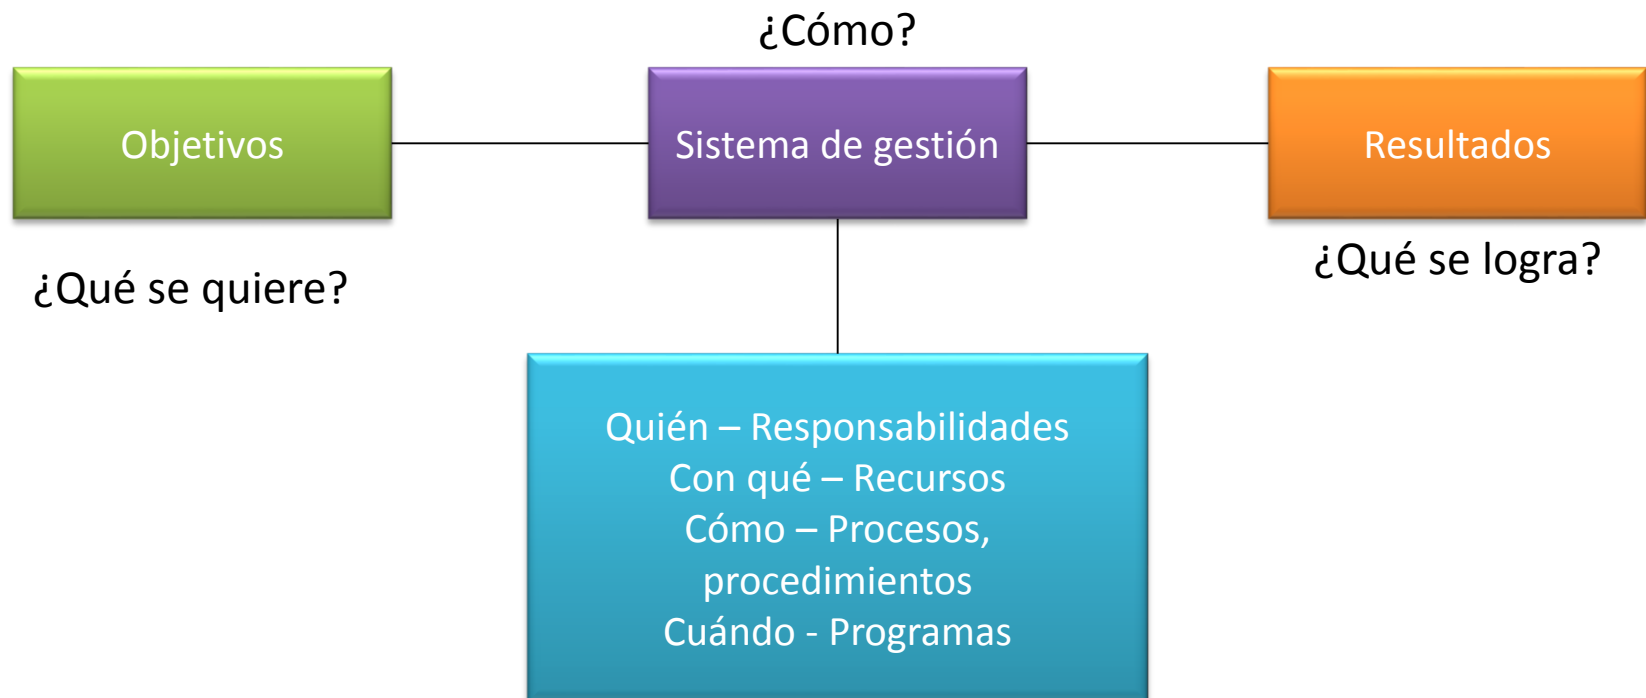 ¿Cómo?
Objetivos
Sistema de gestión
Resultados
¿Qué se quiere?
¿Qué se logra?
Quién – Responsabilidades
Con qué – Recursos
Cómo – Procesos,
procedimientos
Cuándo - Programas